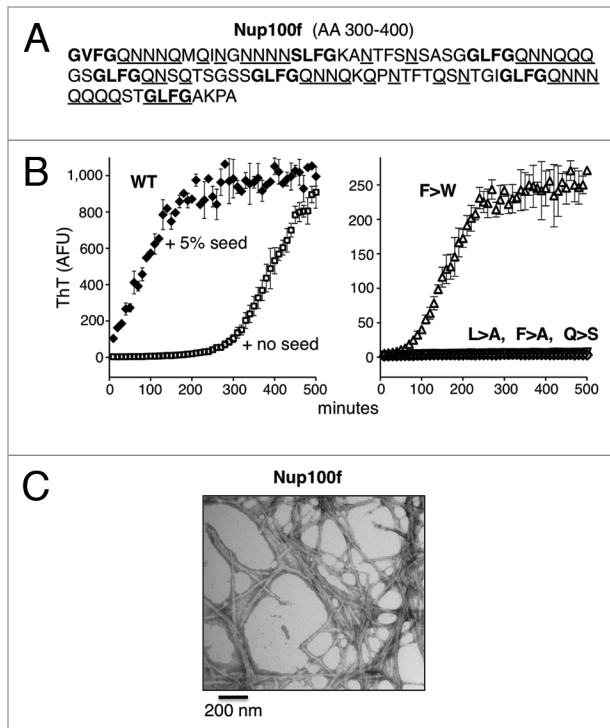 A
Nup100f (AA 300-400)
GVFGQNNNQMQINGNNNNSLFGKANTFSNSASGGLFGQNNQQQ
GSGLFGQNSQTSGSSGLFGQNNQKQPNTFTQSNTGIGLFGQNNN
QQQQSTGLFGAKPA
B
WT
+ 5% seed
+ no seed
ThT (AFU)
1,000
800
600
400
200
0
0 100 200 300 400 500
F>W
L>A, F>A, Q>S
250
200
150
100
50
0
0 100 200 300 400 500
minutes
C
Nup100f
200 nm